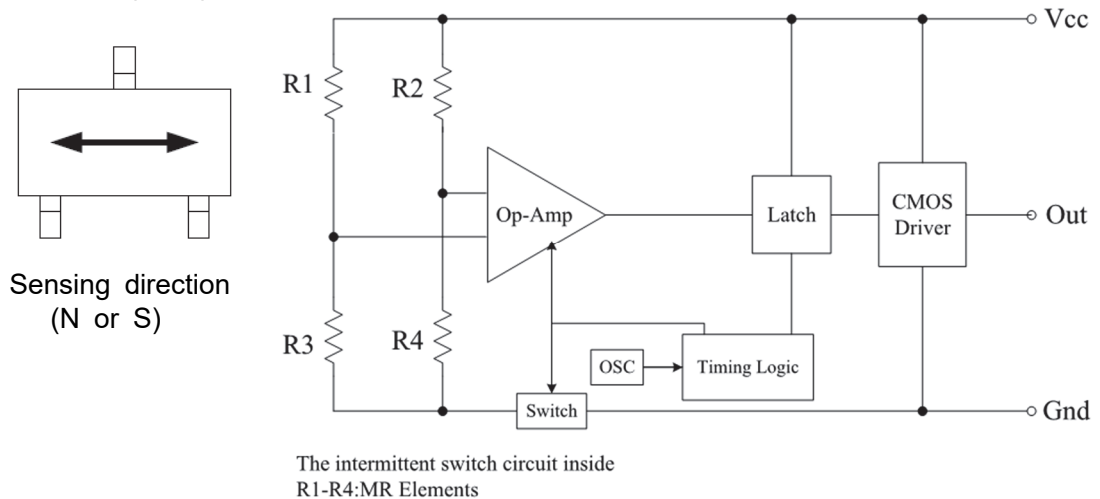 Sensing direction
(N or S)
Vcc
R1
R2
Op-Amp
Latch
CMOS
Driver
Out
R3
R4
OSC
Timing Logic
Switch
Gnd
The intermittent switch circuit inside
R1-R4:MR Elements